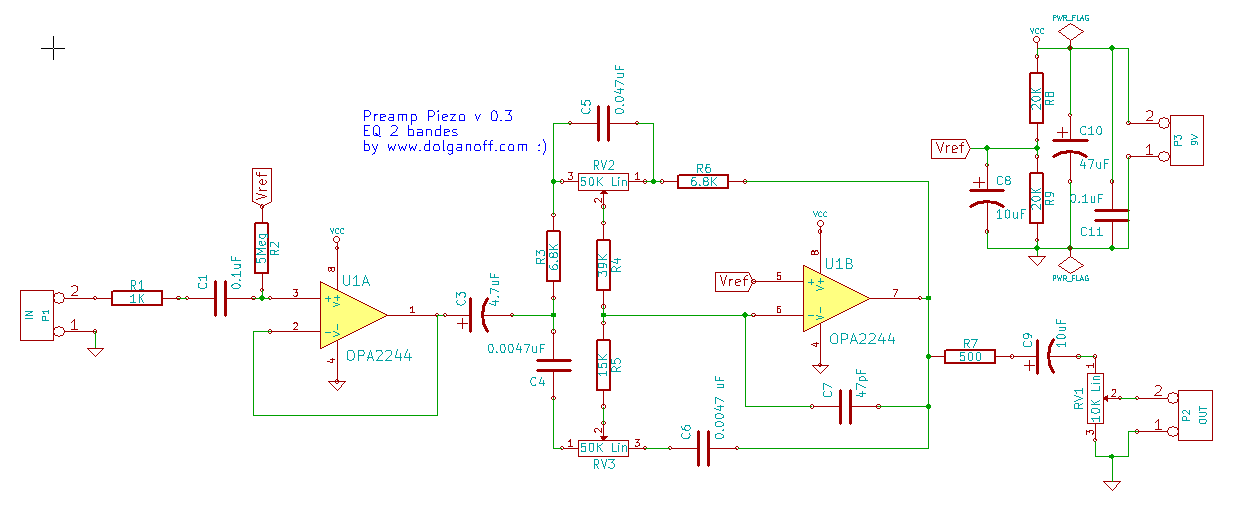 Preamp Piezo v 0.3
EQ 2 bandes
by www.dolganoff.com :)
IN
P1
2
1
R1
1K
C1
0.1uF
Vref
5Meg
R2
VCC
U1A
3
2
8
V+
V-
4
1
OPA2244
C3
4.7uF
C5
0.047uF
RV2
3
50K Lin
1
2
R6
6.8K
R3
6.8K
39K
R4
0.0047uF
C4
15K
R5
2
1
50K Lin
3
RV3
C6
0.0047 uF
Vref
VCC
U1B
5
6
8
V+
V-
4
7
OPA2244
C7
47pF
R7
500
C9
10uF
1
RV1
10K Lin
2
3
2
1
P2
OUT
PWR_FLAG
VCC
20K
R8
Vref
C8
10uF
20K
R9
C10
47uF
0.1uF
C11
PWR_FLAG
2
1
P3
9V